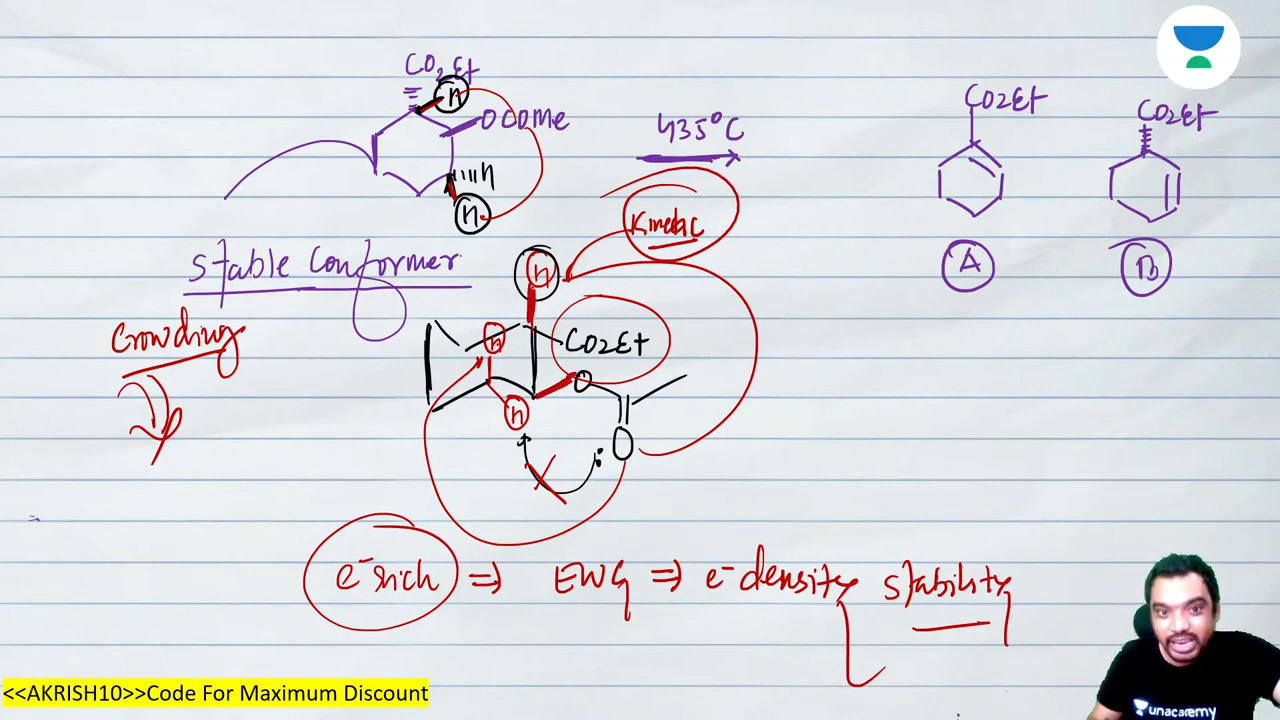 CO2Et
H
OCOMe
H
H
435°C
CO2Et
CO2Et
A
B
Stable Conformer
Kinetic
Crowding
H
H
CO2Et
O
H
O
e- rich => EWG => e- density stability
<<AKRISH10>>Code For Maximum Discount
unacademy